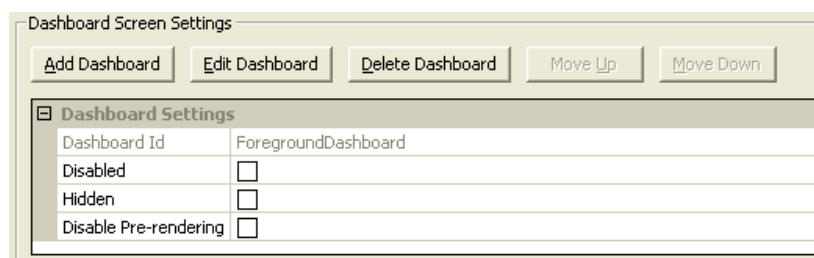 Dashboard Screen Settings
Add Dashboard Edit Dashboard Delete Dashboard Move Up Move Down
Dashboard Settings
Dashboard Id ForegroundDashboard
Disabled
Hidden
Disable Pre-rendering